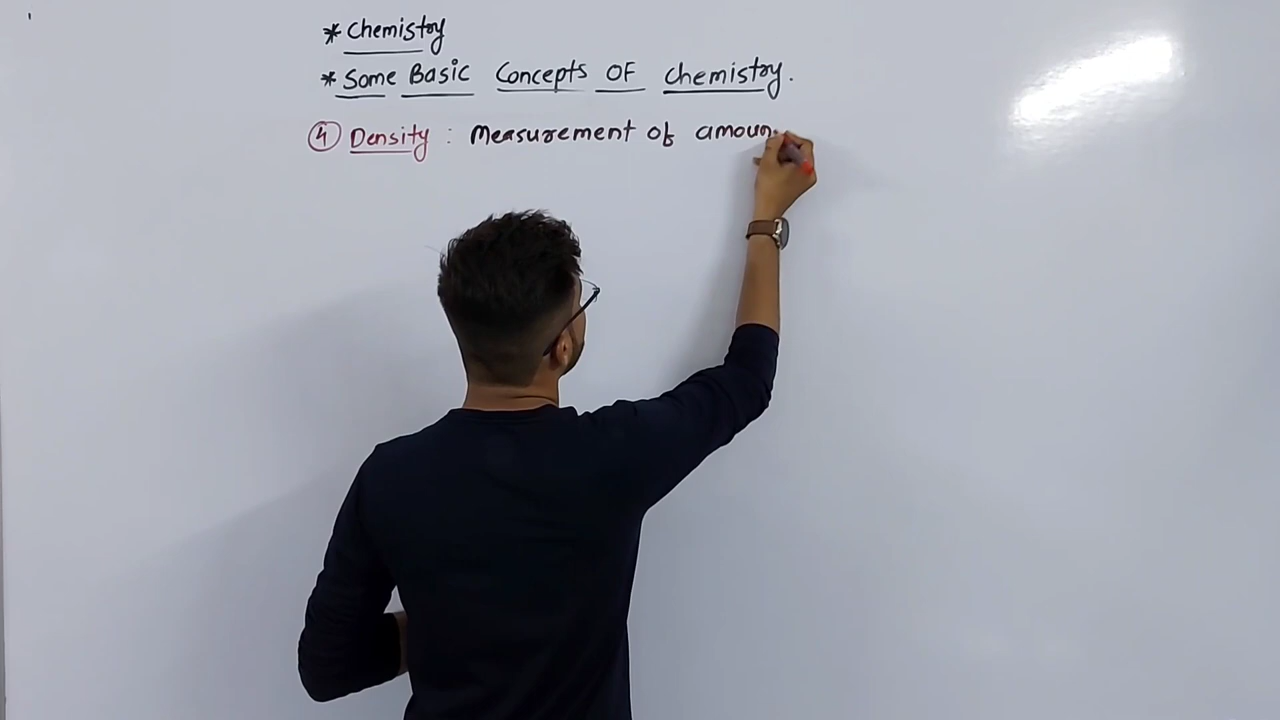 * Chemistry
* Some Basic Concepts OF Chemistry.
④ Density : Measurement of amoun